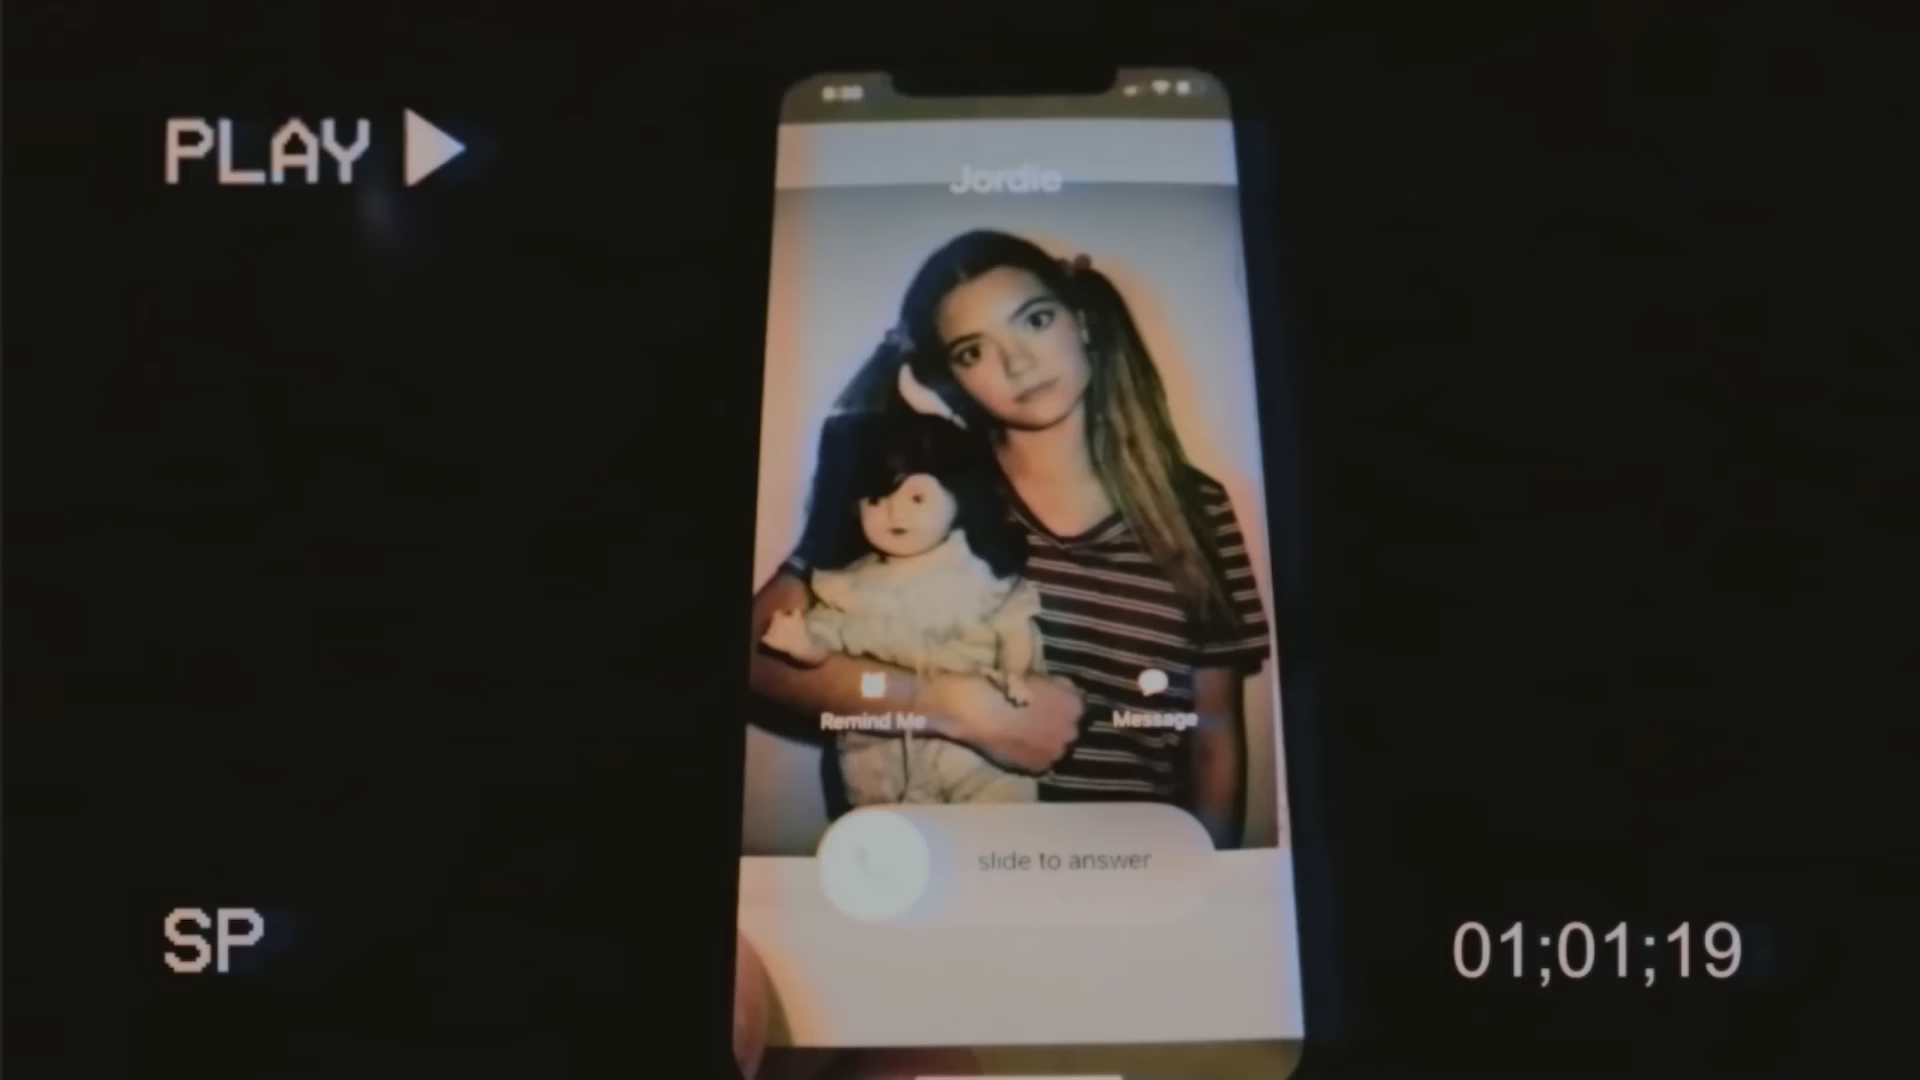 PLAY
Jordie
Remind Me
Message
slide to answer
SP
01;01;19